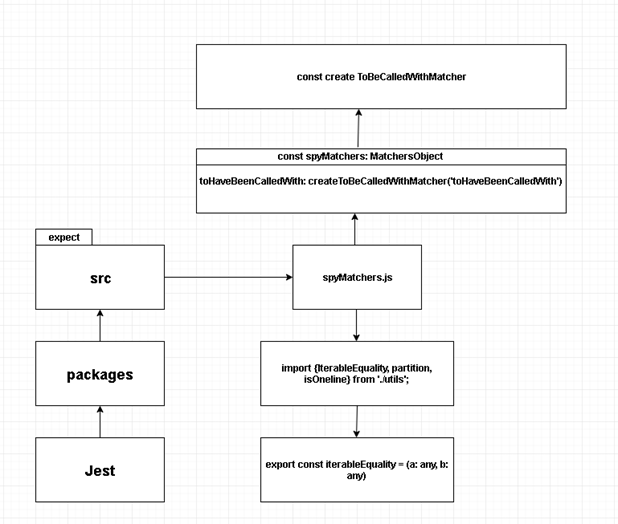 const create ToBeCalledWithMatcher
const spyMatchers: MatchersObject
toHaveBeenCalledWith: createToBeCalledWithMatcher('toHaveBeenCalledWith')
expect
src
spyMatchers.js
packages
import {IterableEquality, partition,
isOneline} from './utils';
Jest
export const iterableEquality = (a: any, b:
any)